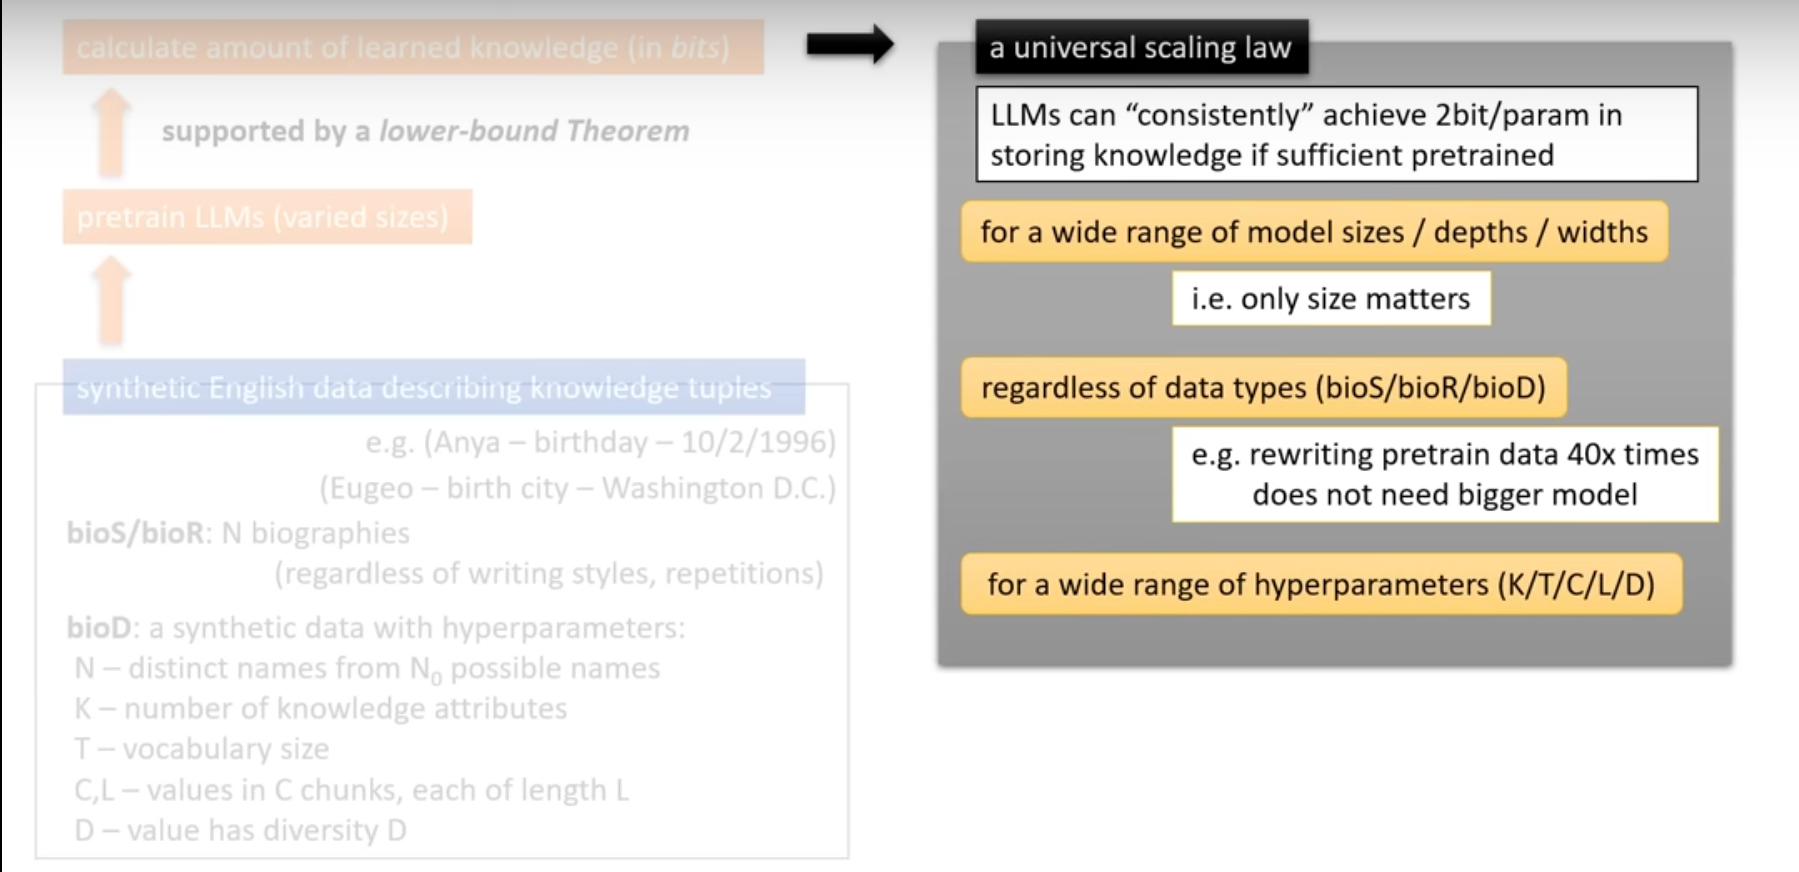 calculate amount of learned knowledge (in bits)
supported by a lower-bound Theorem
pretrain LLMs (varied sizes)
synthetic English data describing knowledge tuples
e.g. (Anya – birthday – 10/2/1996)
(Eugeo – birth city – Washington D.C.)
bioS/bioR: N biographies
(regardless of writing styles, repetitions)
bioD: a synthetic data with hyperparameters:
N – distinct names from N₀ possible names
K – number of knowledge attributes
T – vocabulary size
C,L – values in C chunks, each of length L
D – value has diversity D
a universal scaling law
LLMs can “consistently” achieve 2bit/param in
storing knowledge if sufficient pretrained
for a wide range of model sizes / depths / widths
i.e. only size matters
regardless of data types (bioS/bioR/bioD)
e.g. rewriting pretrain data 40x times
does not need bigger model
for a wide range of hyperparameters (K/T/C/L/D)